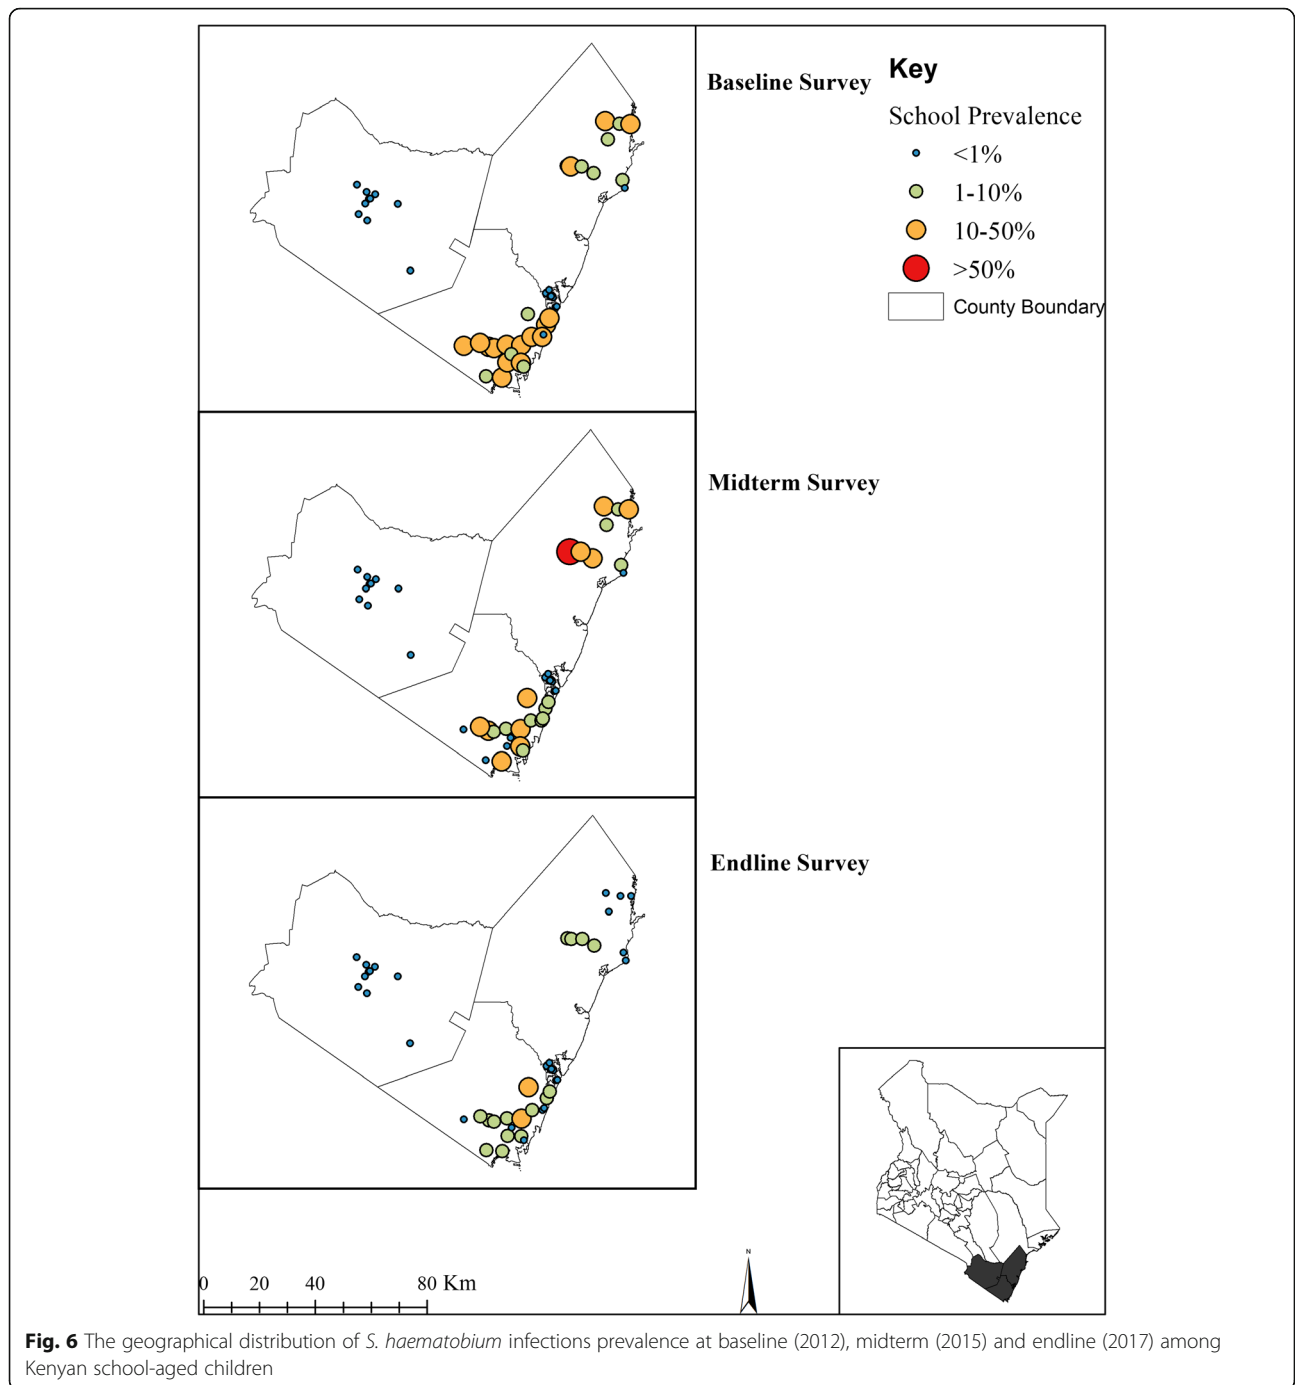 Baseline Survey
Key
School Prevalence
<1%
1-10%
10-50%
>50%
County Boundary
Midterm Survey
Endline Survey
N
0 20 40 80 Km
Fig. 6 The geographical distribution of S. haematobium infections prevalence at baseline (2012), midterm (2015) and endline (2017) among
Kenyan school-aged children